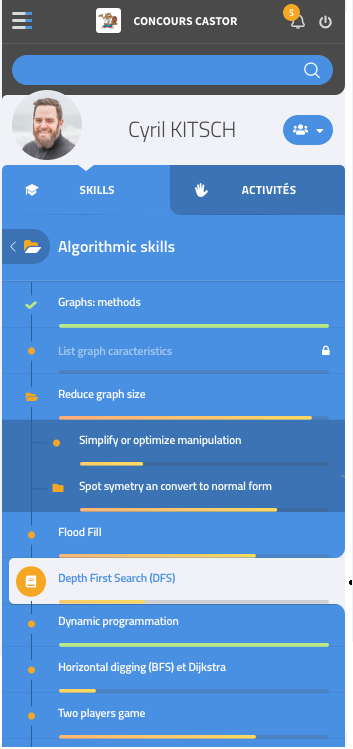 CONCOURS CASTOR
5
Cyril KITSCH
SKILLS
ACTIVITÉS
Algorithmic skills
Graphs: methods
List graph caracteristics
Reduce graph size
Simplify or optimize manipulation
Spot symetry an convert to normal form
Flood Fill
Depth First Search (DFS)
Dynamic programmation
Horizontal digging (BFS) et Dijkstra
Two players game